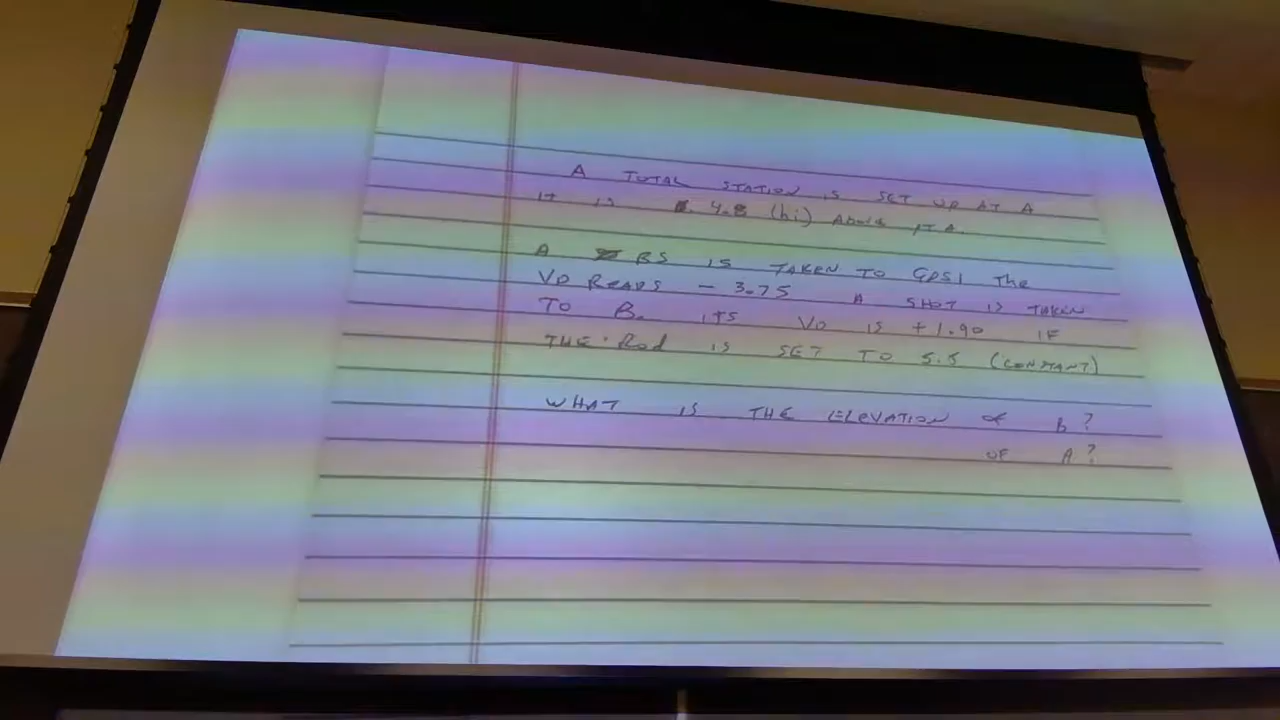 A TOTAL STATION IS SET UP AT A
IT IS 4.8 (hi) Above PT A.
A BS IS TAKEN TO GPS1 The
VD READS - 3.75 A SHOT IS TAKEN
TO B. ITS VD IS +1.90 IF
THE Rod IS SET TO 5.5 (CONSTANT)
WHAT IS THE ELEVATION OF B?
OF A?